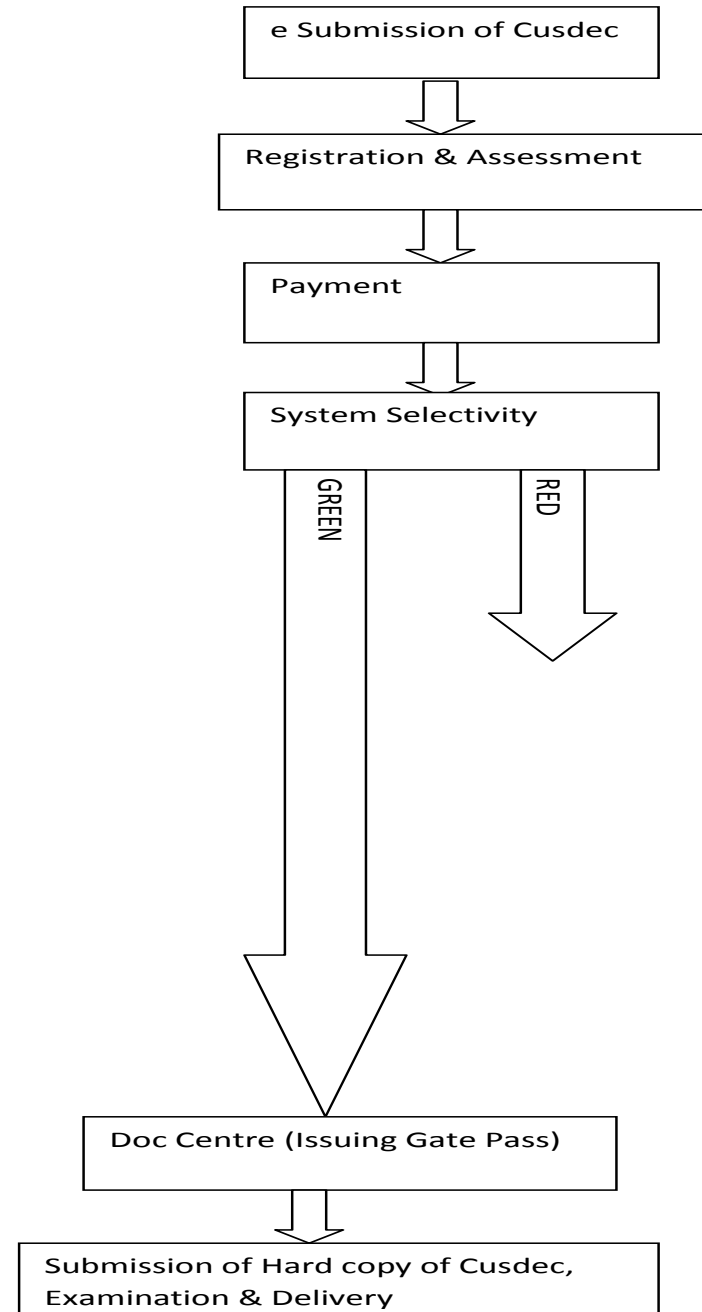 e Submission of Cusdec
Registration & Assessment
Payment
System Selectivity
GREEN
RED
Doc Centre (Issuing Gate Pass)
Submission of Hard copy of Cusdec,
Examination & Delivery